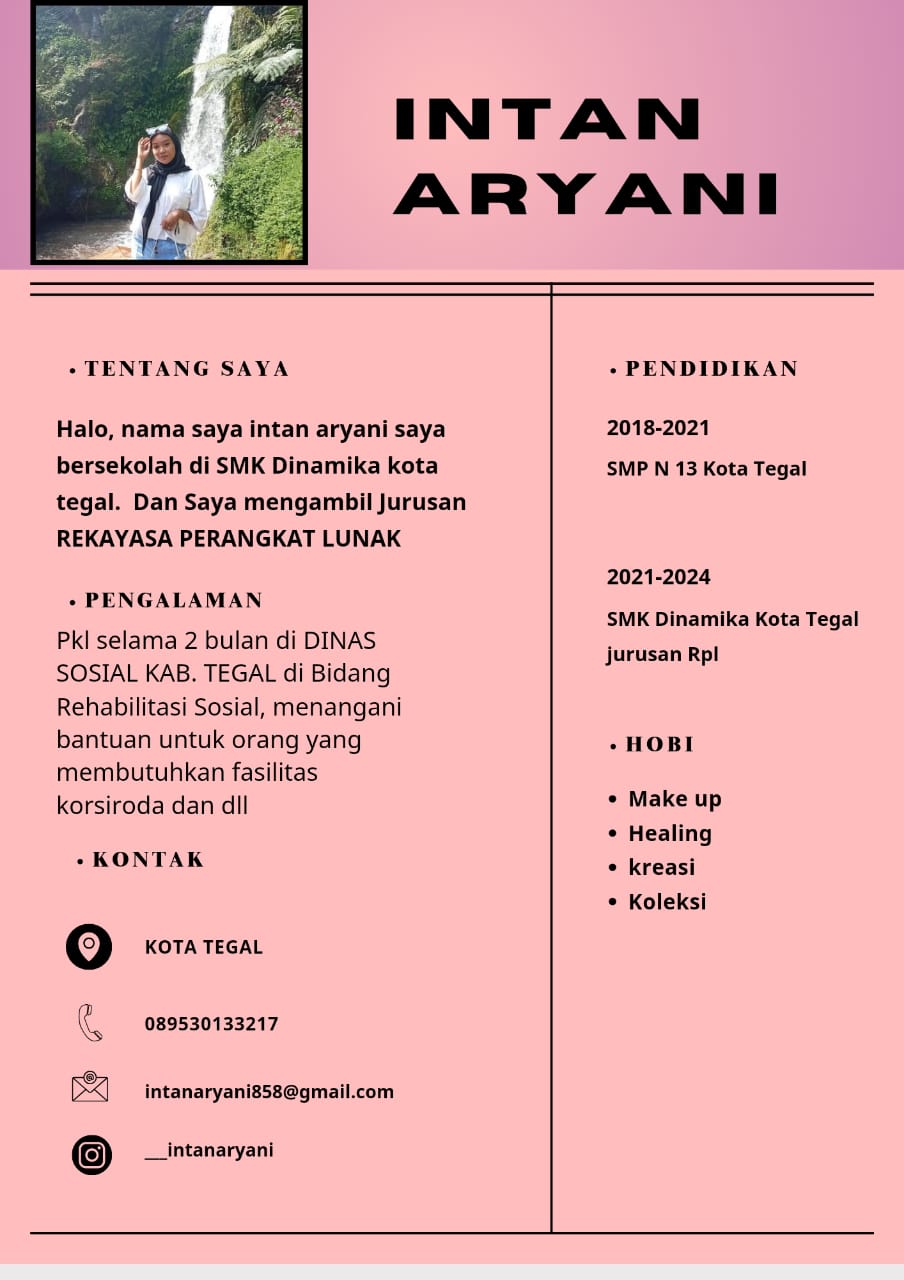 INTAN
ARYANI
• TENTANG SAYA
Halo, nama saya intan aryani saya
bersekolah di SMK Dinamika kota
tegal.  Dan Saya mengambil Jurusan
REKAYASA PERANGKAT LUNAK
• PENGALAMAN
Pkl selama 2 bulan di DINAS
SOSIAL KAB. TEGAL di Bidang
Rehabilitasi Sosial, menangani
bantuan untuk orang yang
membutuhkan fasilitas
korsiroda dan dll
• KONTAK
KOTA TEGAL
089530133217
intanaryani858@gmail.com
___intanaryani
• PENDIDIKAN
2018-2021
SMP N 13 Kota Tegal
2021-2024
SMK Dinamika Kota Tegal
jurusan Rpl
• HOBI
• Make up
• Healing
• kreasi
• Koleksi